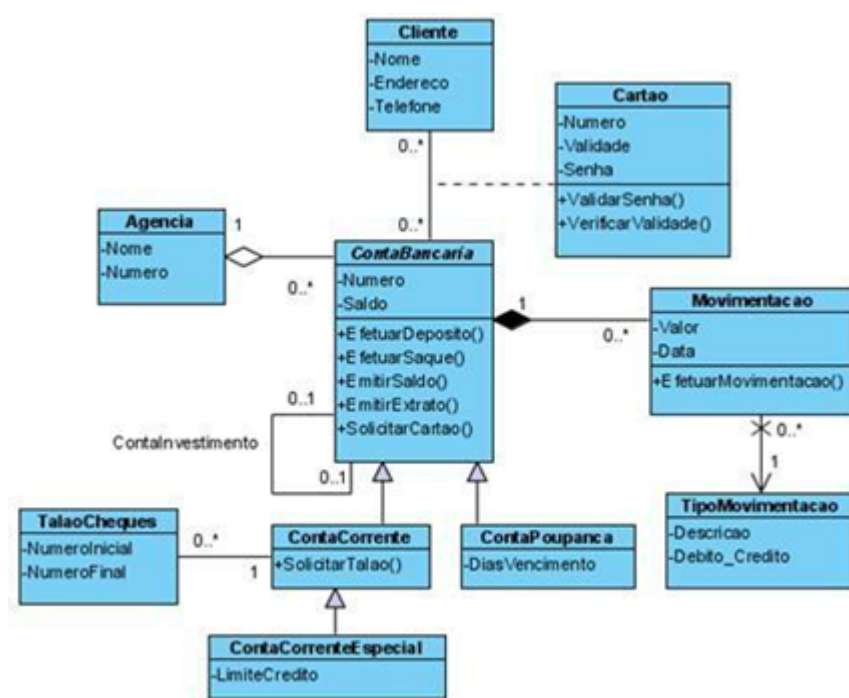 Cliente
-Nome
-Endereco
-Telefone
0..*
0..*
Cartao
-Numero
-Validade
-Senha
+ValidarSenha()
+VerificarValidade()
Agencia
-Nome
-Numero
1
0..*
ContaBancaria
-Numero
-Saldo
+EfetuarDeposito()
+EfetuarSaque()
+EmitirSaldo()
+EmitirExtrato()
+SolicitarCartao()
1
0..*
Movimentacao
-Valor
-Data
+EfetuarMovimentacao()
0..1
ContaInvestimento
0..1
0..*
1
TipoMovimentacao
-Descricao
-Debito_Credito
TalaoCheques
-NumeroInicial
-NumeroFinal
0..*
1
ContaCorrente
+SolicitarTalao()
ContaPoupanca
-DiasVencimento
ContaCorrenteEspecial
-LimiteCredito